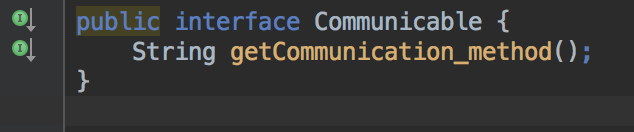 public interface Communicable {
    String getCommunication_method();
}